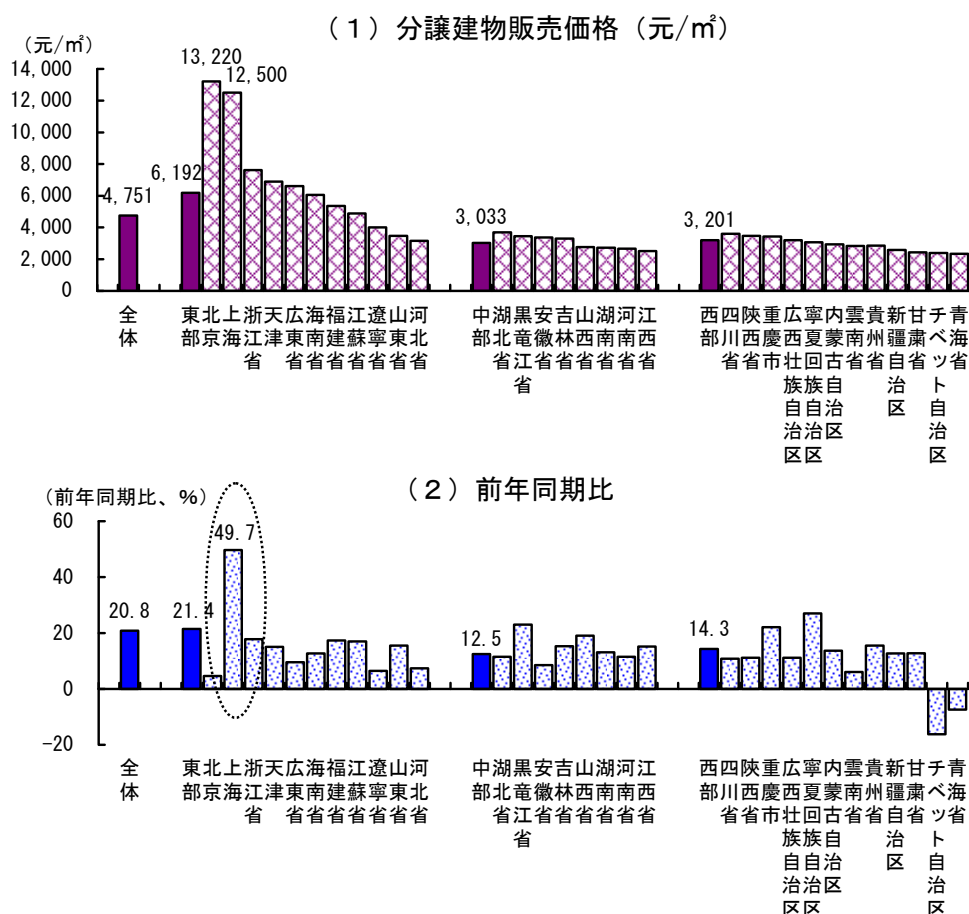 （１）分譲建物販売価格（元/㎡）
（元/㎡）
14,000
12,000
10,000
8,000
6,000
4,000
2,000
0
4,751
6,192
13,220
12,500
3,033
3,201
全体
東部
北京
上海
浙江省
天津
広東省
海南省
福建省
江蘇省
遼寧省
山東省
河北省
中部
湖北省
黒竜江省
安徽省
吉林省
山西省
湖南省
河南省
江西省
西部
四川省
陝西省
重慶市
広西壮族自治区
寧夏回族自治区
内蒙古自治区
雲南省
貴州省
新疆自治区
甘粛省
チベット自治区
青海省
（２）前年同期比
（前年同期比、％）
60
40
20
0
-20
20.8
21.4
49.7
12.5
14.3
全体
東部
北京
上海
浙江省
天津
広東省
海南省
福建省
江蘇省
遼寧省
山東省
河北省
中部
湖北省
黒竜江省
安徽省
吉林省
山西省
湖南省
河南省
江西省
西部
四川省
陝西省
重慶市
広西壮族自治区
寧夏回族自治区
内蒙古自治区
雲南省
貴州省
新疆自治区
甘粛省
チベット自治区
青海省